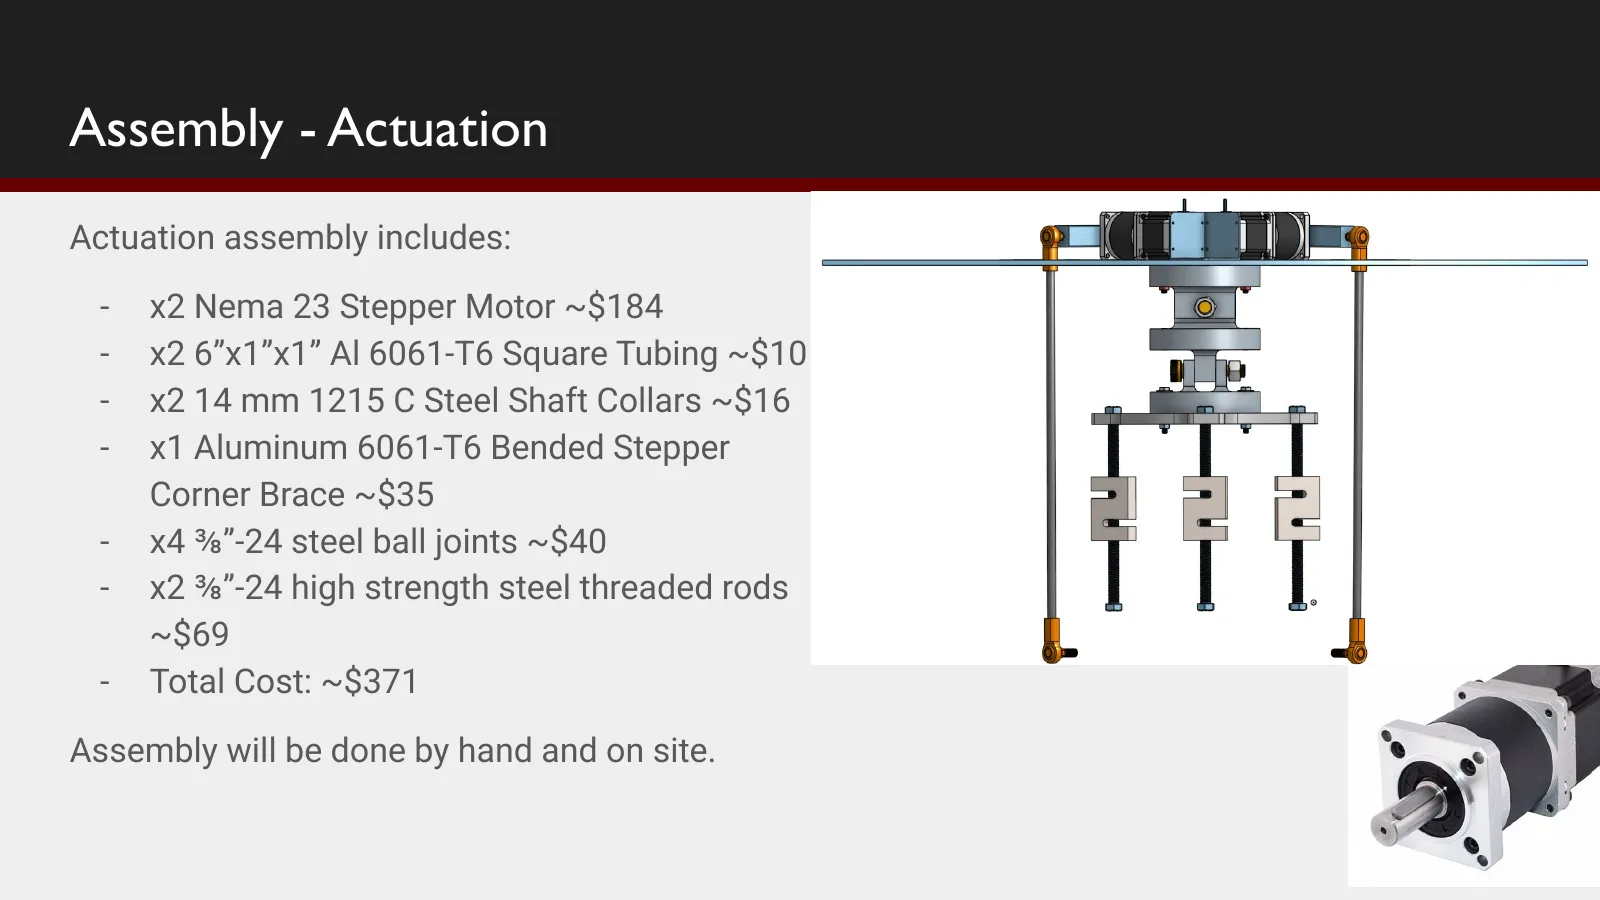 Assembly - Actuation
Actuation assembly includes:
- x2 Nema 23 Stepper Motor ~$184
- x2 6”x1”x1” Al 6061-T6 Square Tubing ~$10
- x2 14 mm 1215 C Steel Shaft Collars ~$16
- x1 Aluminum 6061-T6 Bended Stepper
Corner Brace ~$35
- x4 ⅜”-24 steel ball joints ~$40
- x2 ⅜”-24 high strength steel threaded rods
~$69
- Total Cost: ~$371
Assembly will be done by hand and on site.